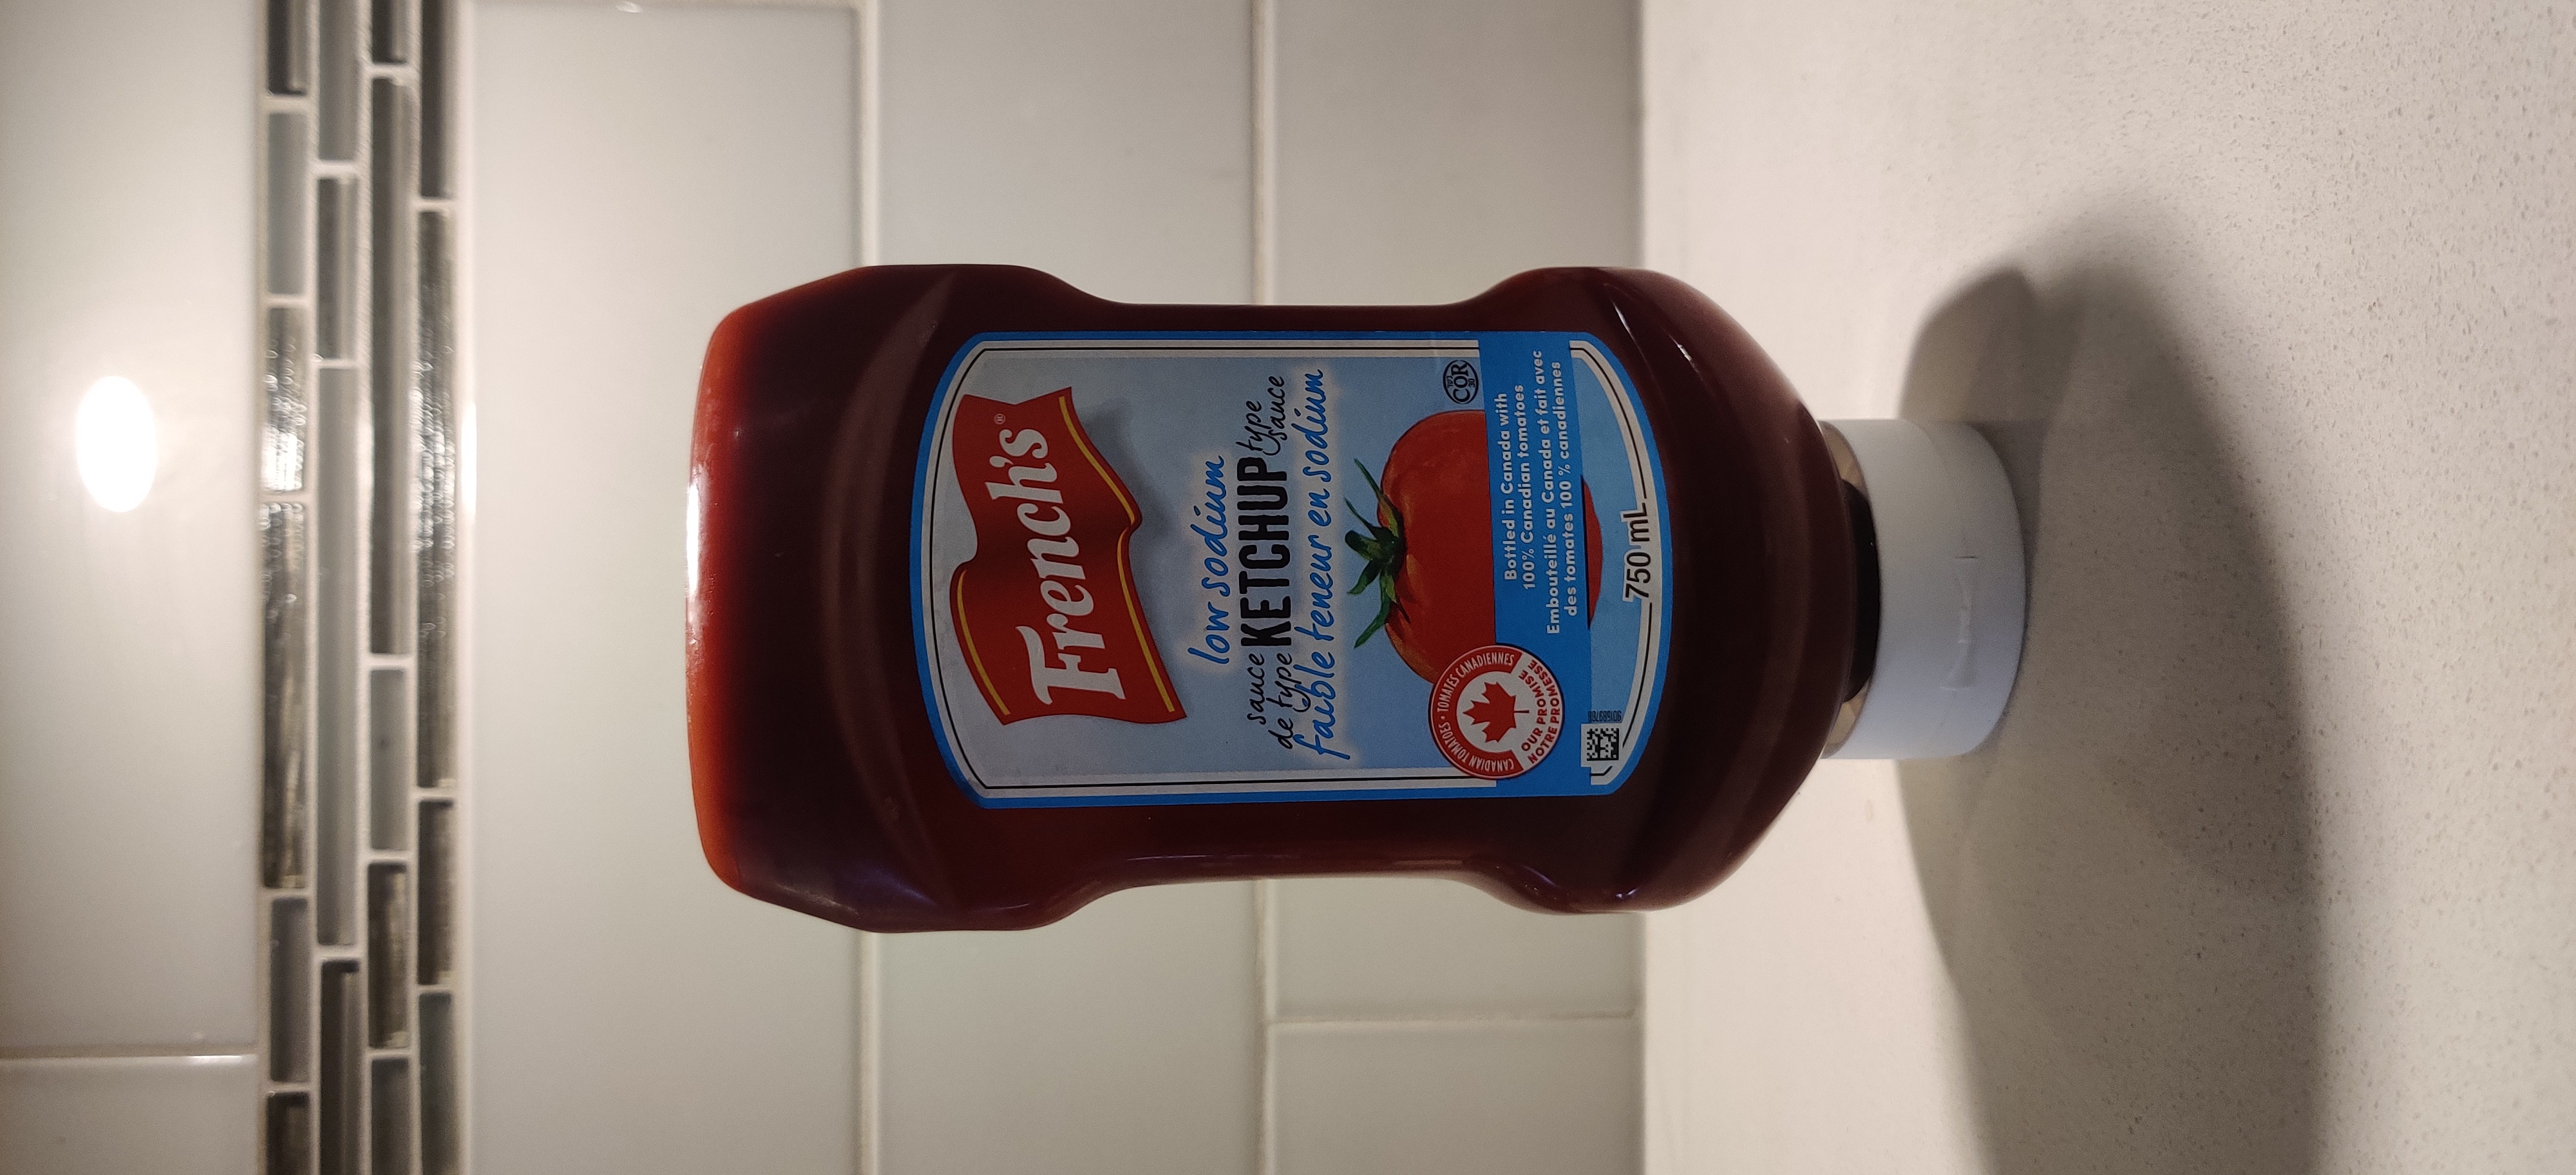 French's®
low sodium
sauce de type KETCHUP type sauce
faible teneur en sodium
CANADIAN TOMATOES • TOMATES CANADIENNES
OUR PROMISE
NOTRE PROMESSE
COR
Bottled in Canada with
100% Canadian tomatoes
Embouteillé au Canada et fait avec
des tomates 100 % canadiennes
750 mL